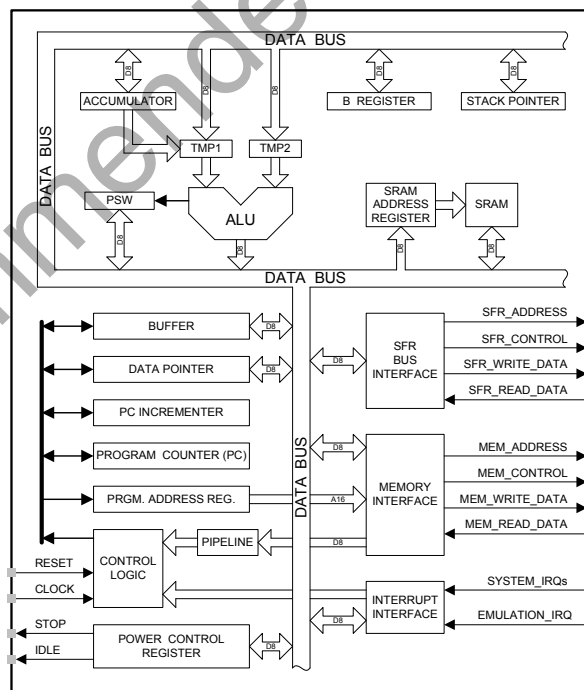 DATA BUS
D8 D8 D8 D8 D8
ACCUMULATOR
B REGISTER
STACK POINTER
DATA BUS
TMP1
TMP2
PSW
ALU
SRAM
ADDRESS
REGISTER
SRAM
D8 D8 D8 D8
DATA BUS
BUFFER
D8
DATA POINTER
D8
PC INCREMENTER
PROGRAM COUNTER (PC)
PRGM. ADDRESS REG.
A16
DATA BUS
D8
SFR
BUS
INTERFACE
SFR_ADDRESS
SFR_CONTROL
SFR_WRITE_DATA
SFR_READ_DATA
D8
MEMORY
INTERFACE
MEM_ADDRESS
MEM_CONTROL
MEM_WRITE_DATA
MEM_READ_DATA
RESET
CLOCK
CONTROL
LOGIC
PIPELINE
D8
INTERRUPT
INTERFACE
D8
SYSTEM_IRQs
EMULATION_IRQ
STOP
IDLE
POWER CONTROL
REGISTER
D8